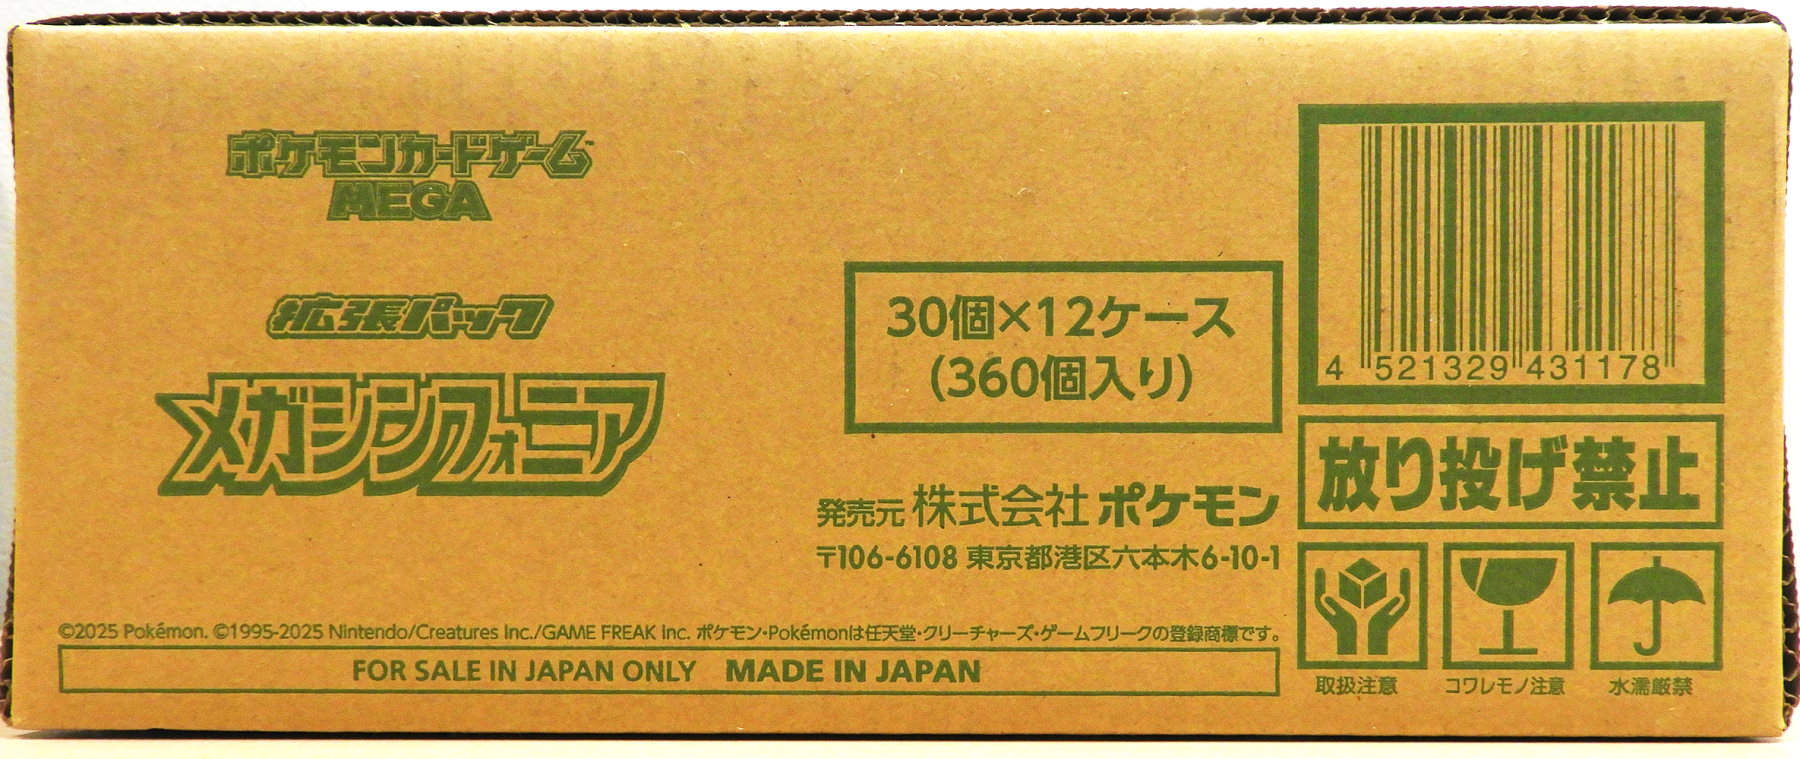 ポケモンカードゲーム™
MEGA
拡張パック
メガシンフォニア
30個×12ケース
(360個入り)
発売元 株式会社 ポケモン
〒106-6108 東京都港区六本木6-10-1
©2025 Pokémon. ©1995-2025 Nintendo/Creatures Inc./GAME FREAK Inc. ポケモン・Pokémonは任天堂・クリーチャーズ・ゲームフリークの登録商標です。
FOR SALE IN JAPAN ONLY MADE IN JAPAN
4 521329 431178
放り投げ禁止
取扱注意
コワレモノ注意
水濡厳禁